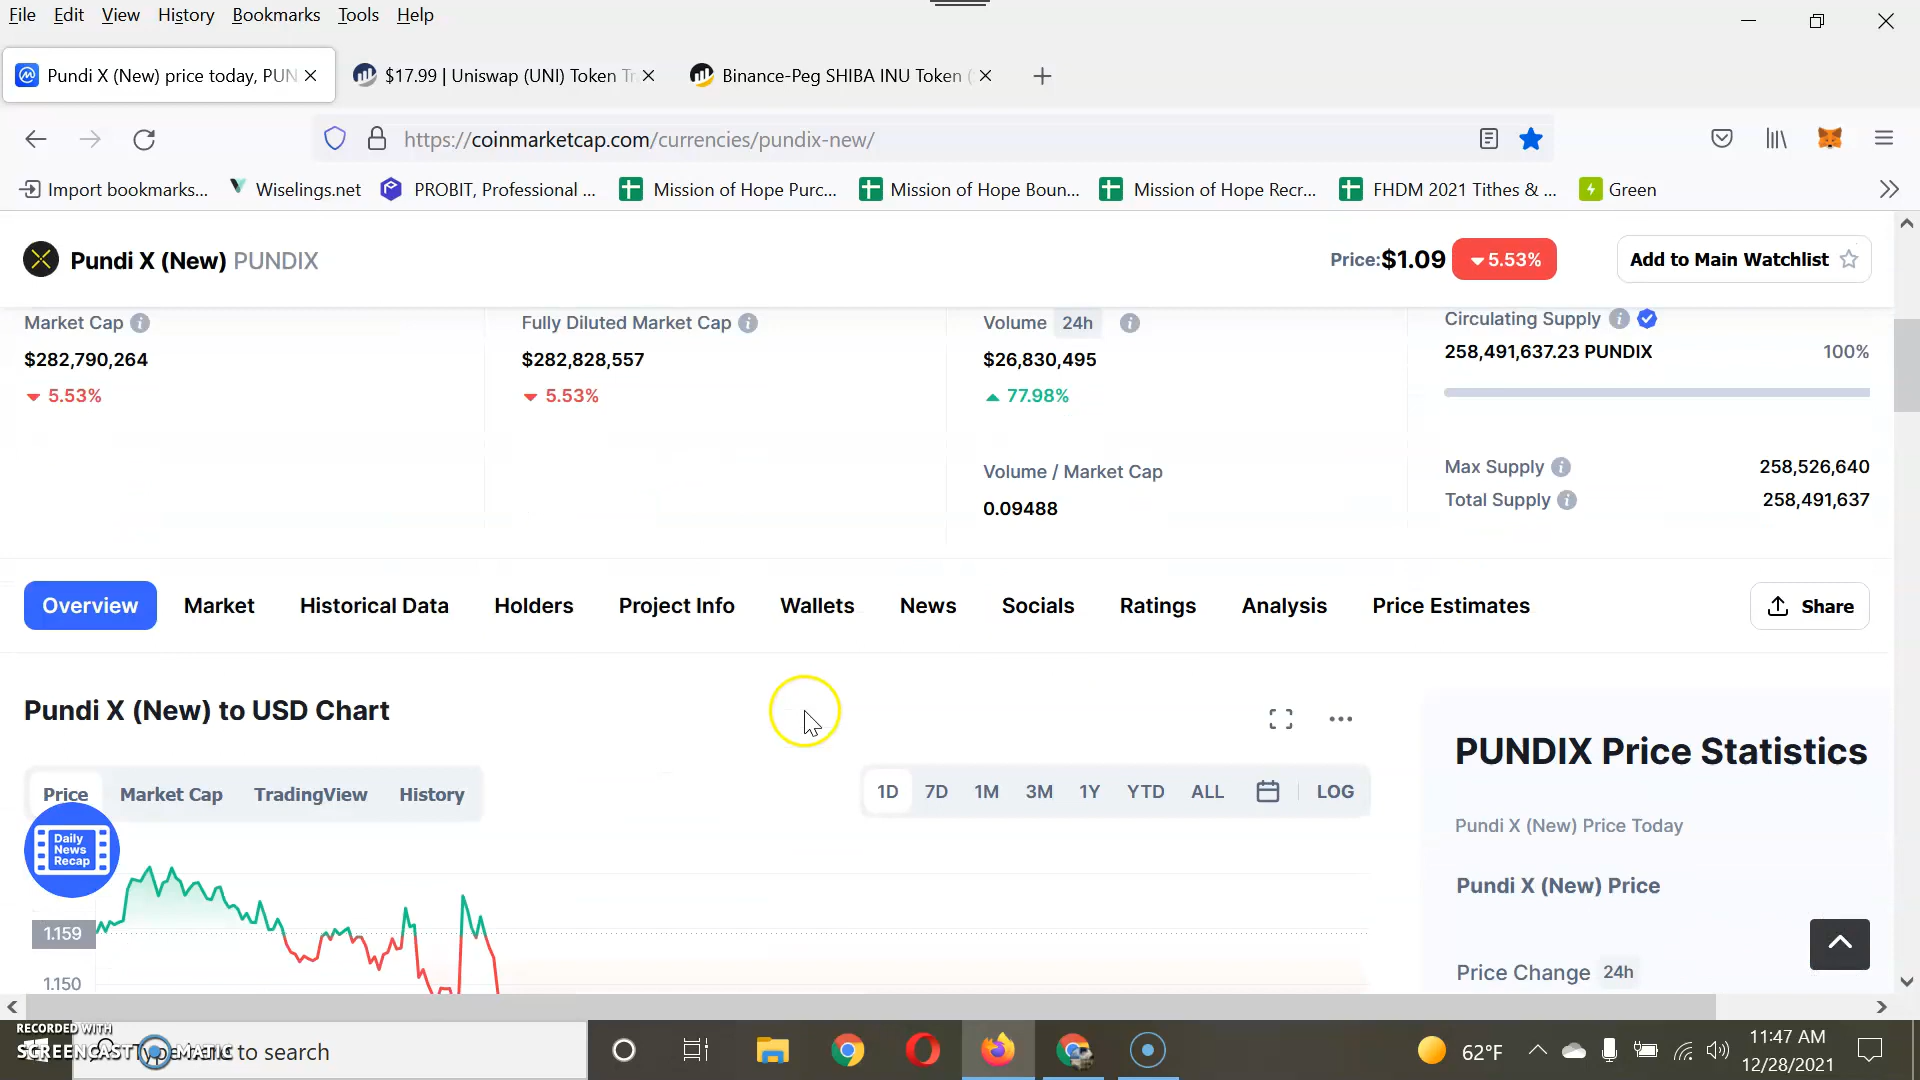 File Edit View History Bookmarks Tools Help
Pundi X (New) price today, PUN
$17.99 | Uniswap (UNI) Token Tr
Binance-Peg SHIBA INU Token (
https://coinmarketcap.com/currencies/pundix-new/
Import bookmarks... Wiselings.net PROBIT, Professional ... Mission of Hope Purc... Mission of Hope Boun... Mission of Hope Recr... FHDM 2021 Tithes & ... Green
Pundi X (New) PUNDIX Price:$1.09 5.53% Add to Main Watchlist
Market Cap Fully Diluted Market Cap Volume 24h Circulating Supply
$282,790,264 $282,828,557 $26,830,495 258,491,637.23 PUNDIX 100%
5.53% 5.53% 77.98%
Volume / Market Cap Max Supply 258,526,640
0.09488 Total Supply 258,491,637
Overview Market Historical Data Holders Project Info Wallets News Socials Ratings Analysis Price Estimates Share
Pundi X (New) to USD Chart
PUNDIX Price Statistics
Price Market Cap TradingView History 1D 7D 1M 3M 1Y YTD ALL LOG
Pundi X (New) Price Today
Daily
News
Recap
Pundi X (New) Price
1.159
1.150
Price Change 24h
RECORDED WITH
SCREENCAST MATIC
Type here to search
62°F
11:47 AM
12/28/2021